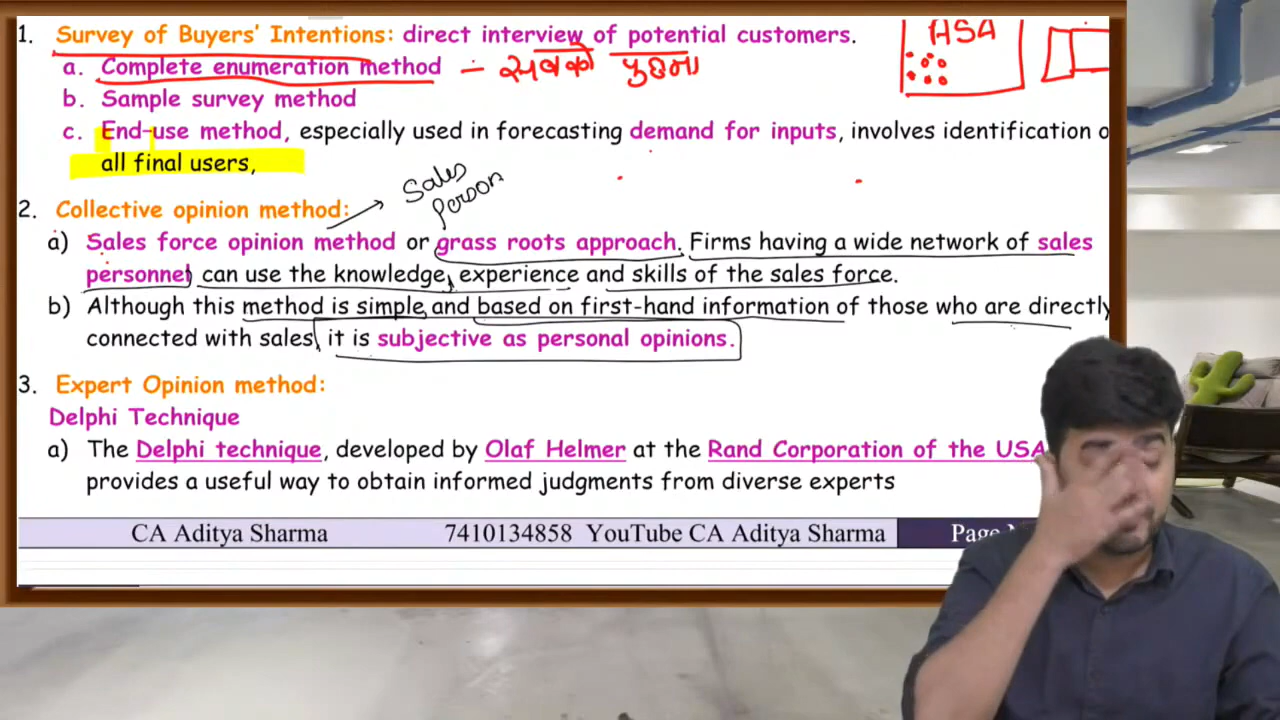 1. Survey of Buyers' Intentions: direct interview of potential customers.
a. Complete enumeration method - सबको पुछना
ASA
b. Sample survey method
c. End-use method, especially used in forecasting demand for inputs, involves identification o
all final users,
Sales
person
2. Collective opinion method:
a) Sales force opinion method or grass roots approach. Firms having a wide network of sales
personnel can use the knowledge, experience and skills of the sales force.
b) Although this method is simple and based on first-hand information of those who are directly
connected with sales, it is subjective as personal opinions.
3. Expert Opinion method:
Delphi Technique
a) The Delphi technique, developed by Olaf Helmer at the Rand Corporation of the USA
provides a useful way to obtain informed judgments from diverse experts
CA Aditya Sharma 7410134858 YouTube CA Aditya Sharma Page